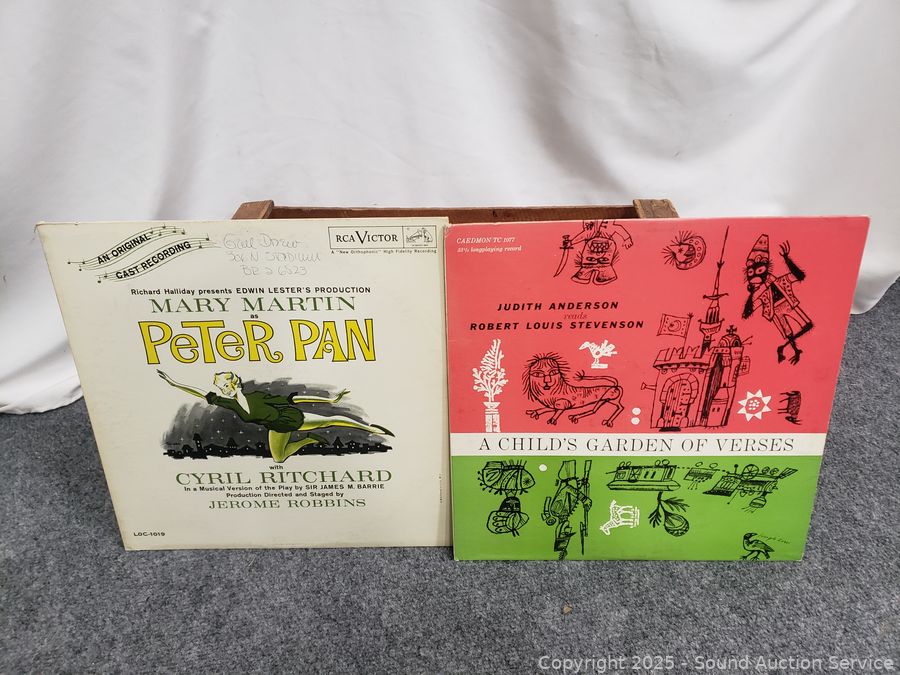 AN ORIGINAL
CAST RECORDING
304 N
6523
RCA VICTOR
A "New Orthophonic" High Fidelity Recording
Richard Halliday presents EDWIN LESTER'S PRODUCTION
MARY MARTIN
as
PETER PAN
with
CYRIL RITCHARD
In a Musical Version of the Play by SIR JAMES M. BARRIE
Production Directed and Staged by
JEROME ROBBINS
LOC-1019
CAEDMON TC 1077
33⅓ longplaying record
JUDITH ANDERSON
reads
ROBERT LOUIS STEVENSON
A CHILD'S GARDEN OF VERSES
Copyright 2025 - Sound Auction Service